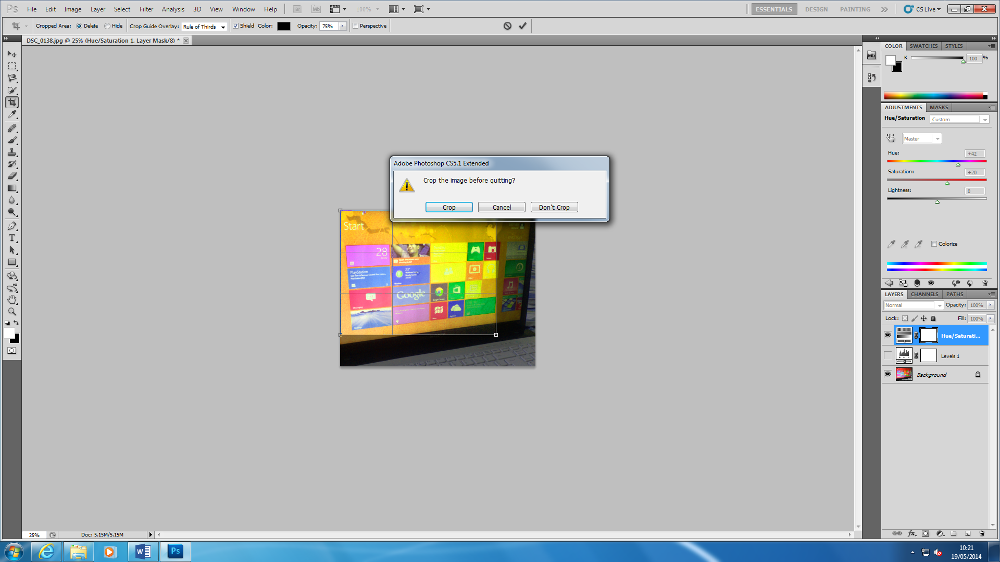 Ps File Edit Image Layer Select Filter Analysis 3D View Window Help Br Mb 100% ESSENTIALS DESIGN PAINTING CS Live
Cropped Area: Delete Hide Crop Guide Overlay: Rule of Thirds Shield Color: Opacity: 75% Perspective
DSC_0138.jpg @ 25% (Hue/Saturation 1, Layer Mask/8) *
COLOR SWATCHES STYLES
Mb
K 100 %
ADJUSTMENTS MASKS
Hue/Saturation Custom
Master
Hue: +42
Saturation: +20
Lightness: 0
Colorize
Adobe Photoshop CS5.1 Extended
Crop the image before quitting?
Crop Cancel Don't Crop
Start
28
PlayStation
23°
Google
LAYERS CHANNELS PATHS
Normal Opacity: 100%
Lock: Fill: 100%
Hue/Saturati...
Levels 1
Background
25% Doc: 5.15M/5.15M
W Ps
10:21
19/05/2014